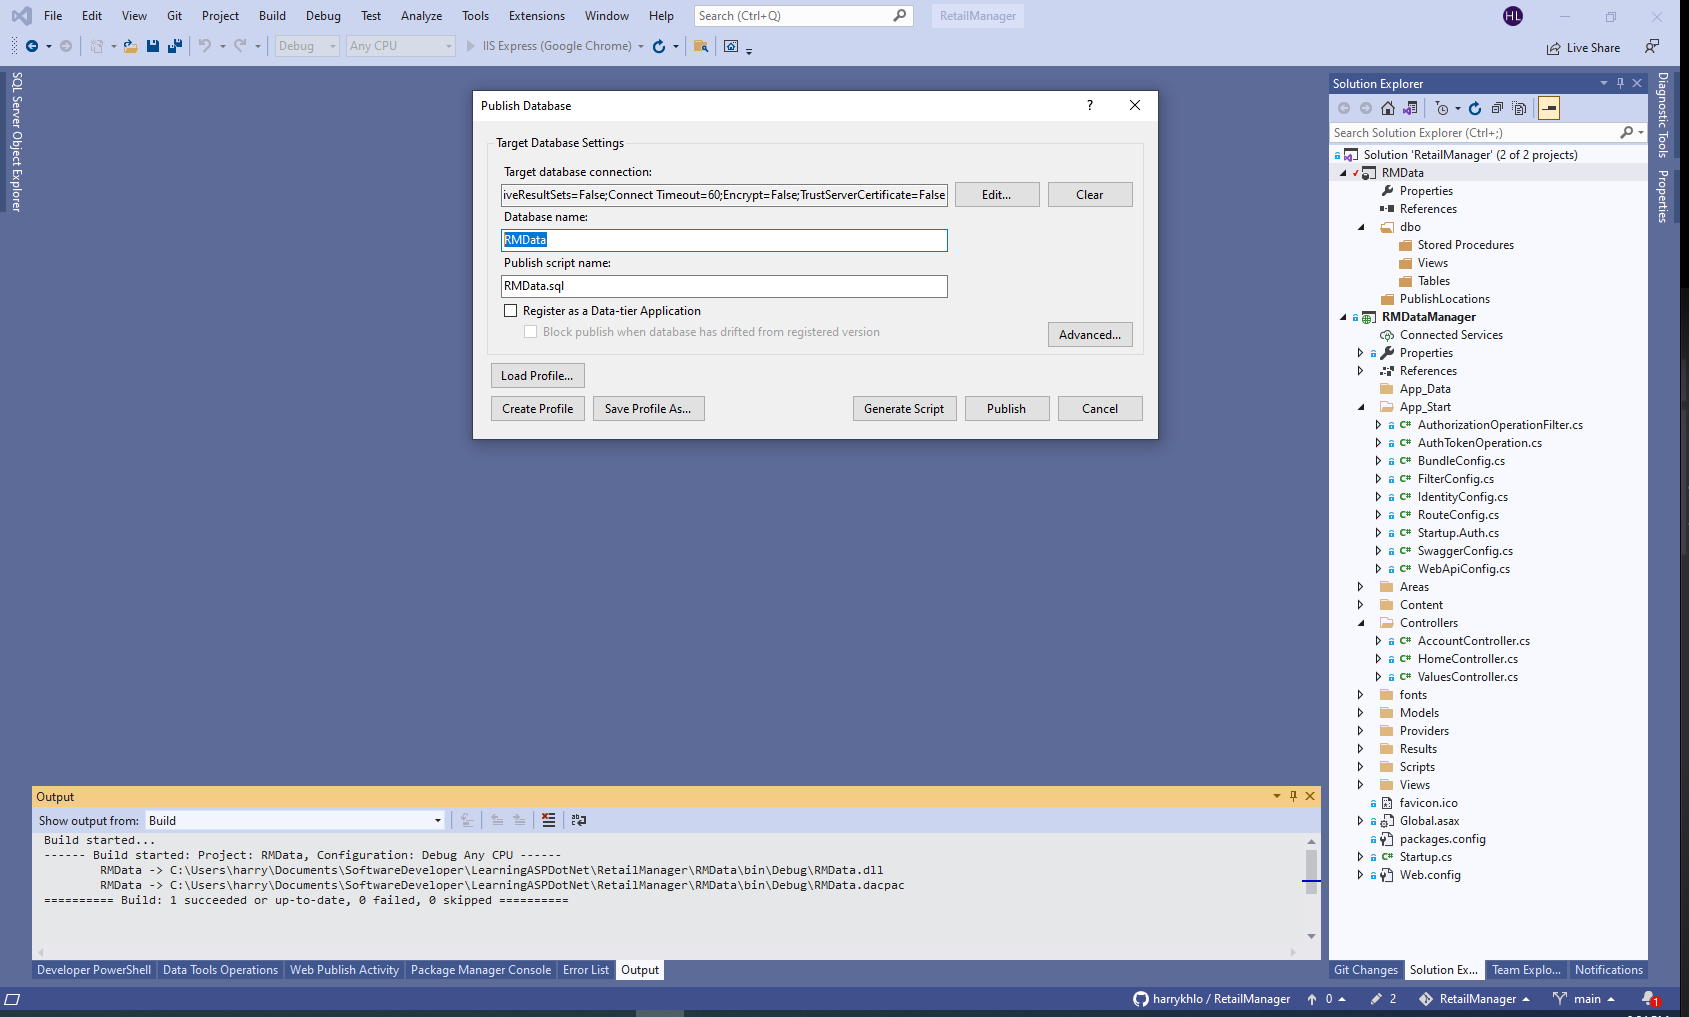 File Edit View Git Project Build Debug Test Analyze Tools Extensions Window Help Search (Ctrl+Q) RetailManager HL
Debug Any CPU IIS Express (Google Chrome) Live Share
SQL Server Object Explorer
Publish Database ?
Target Database Settings
Target database connection:
iveResultSets=False;Connect Timeout=60;Encrypt=False;TrustServerCertificate=False Edit... Clear
Database name:
RMData
Publish script name:
RMData.sql
Register as a Data-tier Application
Block publish when database has drifted from registered version
Advanced...
Load Profile...
Create Profile Save Profile As... Generate Script Publish Cancel
Solution Explorer
Search Solution Explorer (Ctrl+;)
Solution 'RetailManager' (2 of 2 projects)
RMData
Properties
References
dbo
Stored Procedures
Views
Tables
PublishLocations
RMDataManager
Connected Services
Properties
References
App_Data
App_Start
C# AuthorizationOperationFilter.cs
C# AuthTokenOperation.cs
C# BundleConfig.cs
C# FilterConfig.cs
C# IdentityConfig.cs
C# RouteConfig.cs
C# Startup.Auth.cs
C# SwaggerConfig.cs
C# WebApiConfig.cs
Areas
Content
Controllers
C# AccountController.cs
C# HomeController.cs
C# ValuesController.cs
fonts
Models
Providers
Results
Scripts
Views
favicon.ico
Global.asax
packages.config
C# Startup.cs
Web.config
Diagnostic Tools
Properties
Output
Show output from: Build
Build started...
------ Build started: Project: RMData, Configuration: Debug Any CPU ------
RMData -> C:\Users\harry\Documents\SoftwareDeveloper\LearningASPDotNet\RetailManager\RMData\bin\Debug\RMData.dll
RMData -> C:\Users\harry\Documents\SoftwareDeveloper\LearningASPDotNet\RetailManager\RMData\bin\Debug\RMData.dacpac
========== Build: 1 succeeded or up-to-date, 0 failed, 0 skipped ==========
Developer PowerShell Data Tools Operations Web Publish Activity Package Manager Console Error List Output
Git Changes Solution Ex... Team Explo... Notifications
harrykhlo / RetailManager 0 2 RetailManager main 1